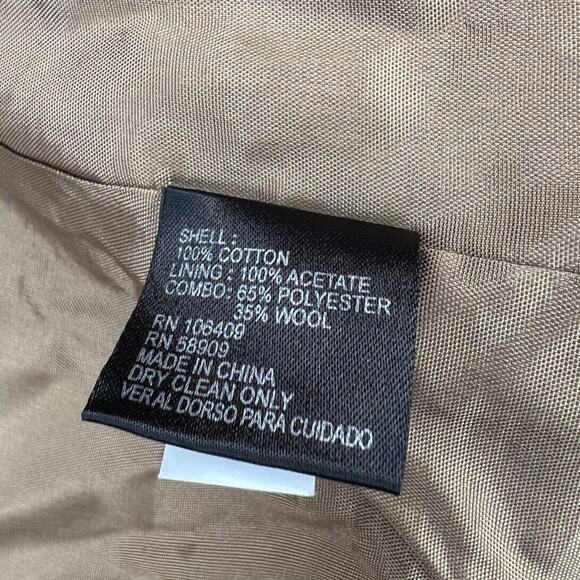 SHELL :
100% COTTON
LINING : 100% ACETATE
COMBO: 65% POLYESTER
35% WOOL
RN 106409
RN 58909
MADE IN CHINA
DRY CLEAN ONLY
VER AL DORSO PARA CUIDADO